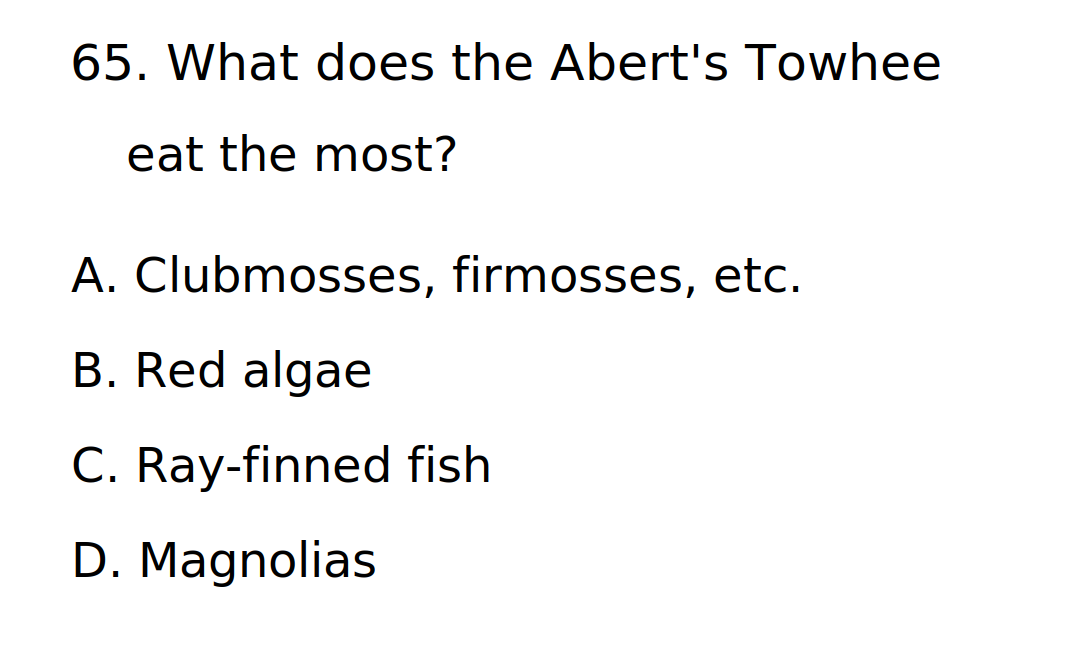 65. What does the Abert's Towhee
eat the most?
A. Clubmosses, firmosses, etc.
B. Red algae
C. Ray-finned fish
D. Magnolias